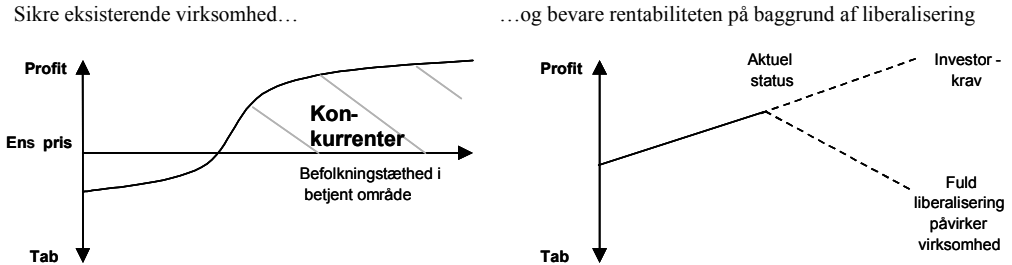 Sikre eksisterende virksomhed…
…og bevare rentabiliteten på baggrund af liberalisering
Profit
Ens pris
Kon-
kurrenter
Befolkningstæthed i
betjent område
Tab
Profit
Aktuel
status
Investor -
krav
Fuld
liberalisering
påvirker
virksomhed
Tab